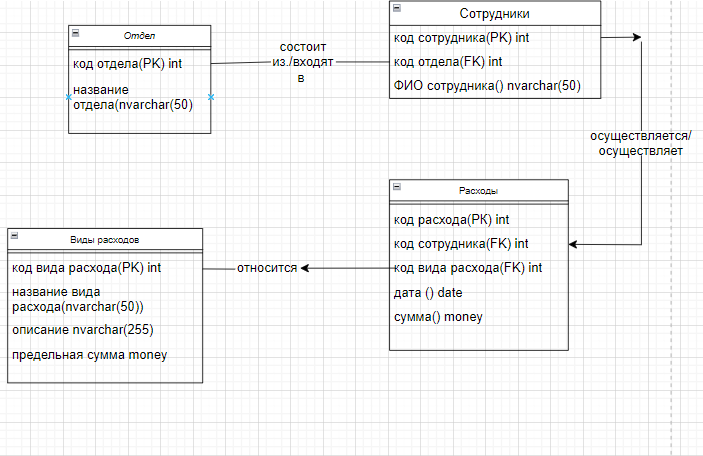 Отдел
код отдела(PK) int
название
отдела(nvarchar(50)
состоит
из./входят
в
Сотрудники
код сотрудника(PK) int
код отдела(FK) int
ФИО сотрудника() nvarchar(50)
осуществляется/
осуществляет
Расходы
код расхода(PK) int
код сотрудника(FK) int
код вида расхода(FK) int
дата () date
сумма() money
относится
Виды расходов
код вида расхода(PK) int
название вида
расхода(nvarchar(50))
описание nvarchar(255)
предельная сумма money